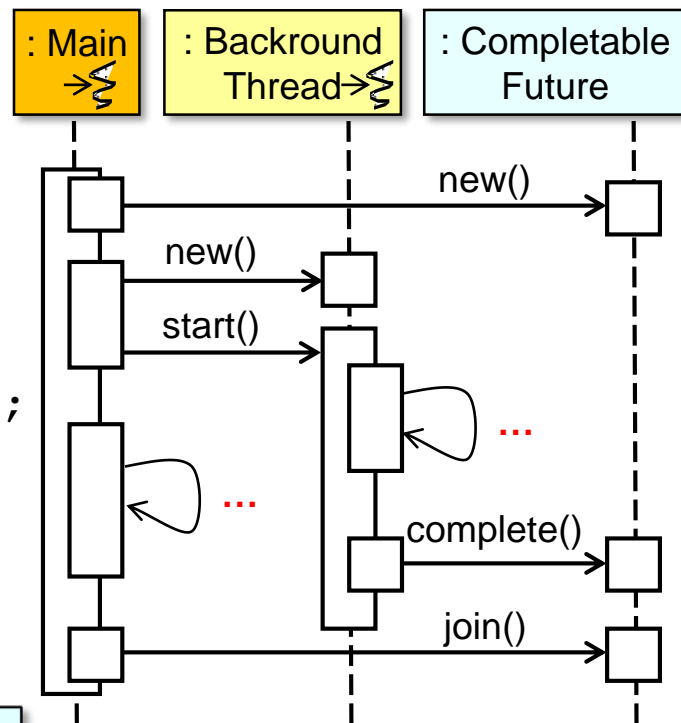 : Main
: Backround
Thread
: Completable
Future
new()
new()
start()
;
...
...
complete()
join()